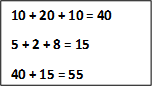 10 + 20 + 10 = 40
5 + 2 + 8 = 15
40 + 15 = 55